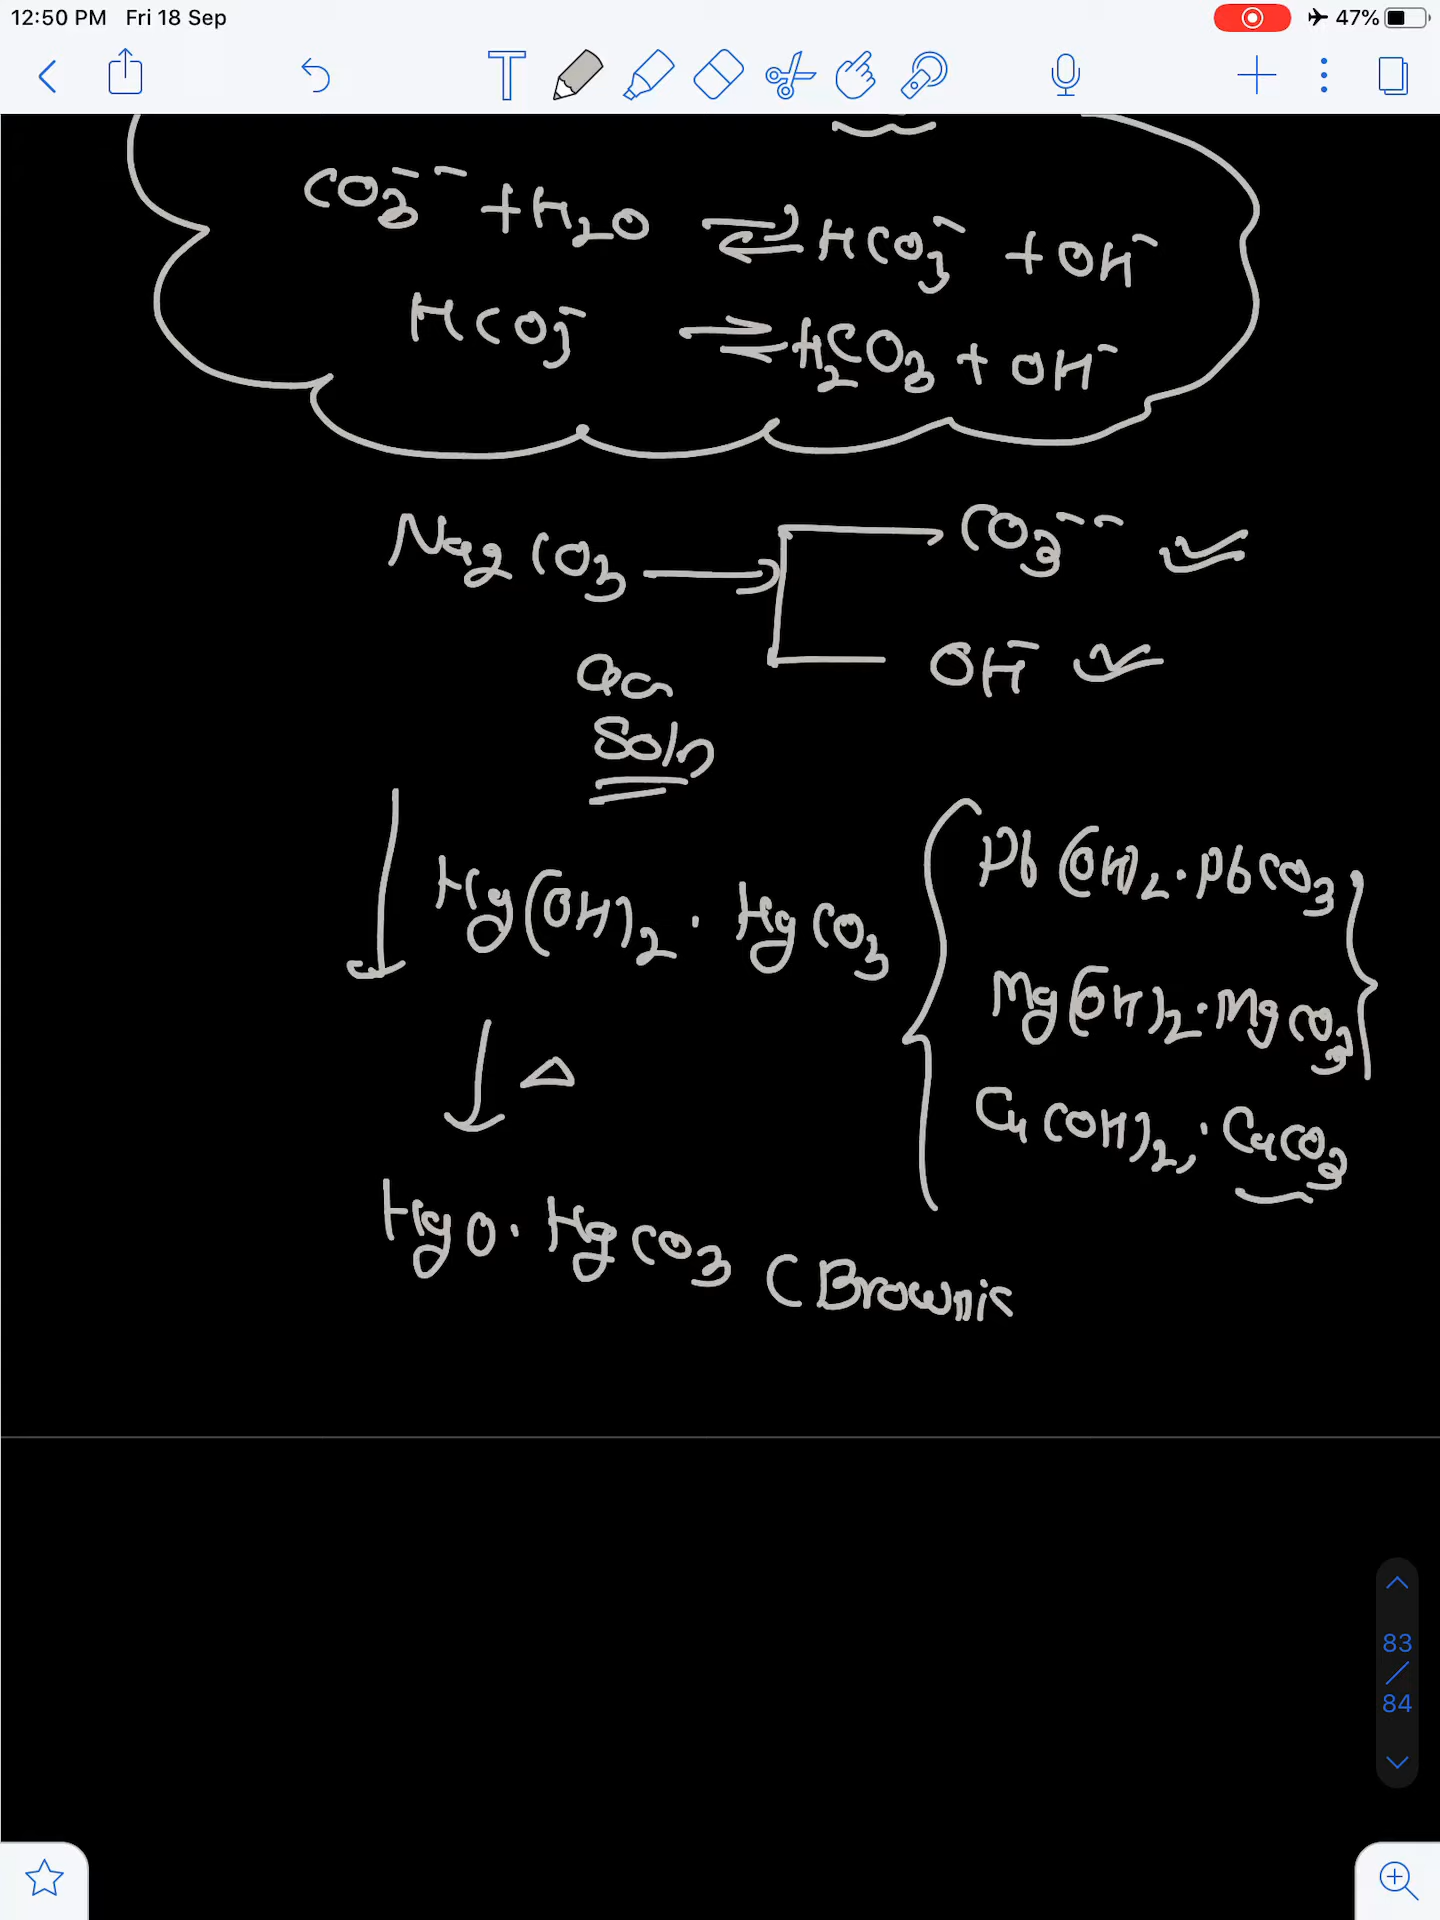 12:50 PM Fri 18 Sep 47%
CO3-- + H2O ⇌ HCO3- + OH-
HCO3- ⇌ H2CO3 + OH-
Na2CO3 → CO3--
OH-
Soln
Hg(OH)2 · HgCO3
Pb(OH)2 · PbCO3
Mg(OH)2 · MgCO3
Cu(OH)2, · CuCO3
Δ
HgO · HgCO3 (Brownis
83
/
84